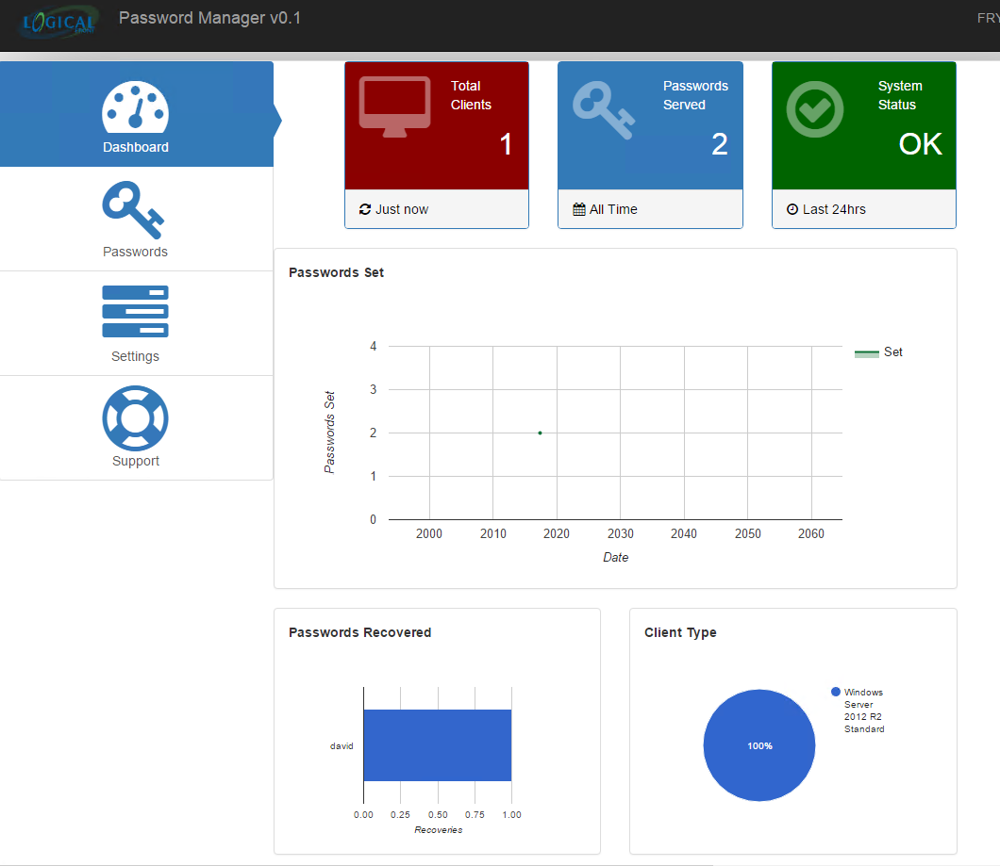 LOGICAL
Password Manager v0.1
FRY
Dashboard
Passwords
Settings
Support
Total
Clients
1
Just now
Passwords
Served
2
All Time
System
Status
OK
Last 24hrs
Passwords Set
4
3
2
1
0
Passwords Set
2000 2010 2020 2030 2040 2050 2060
Date
Set
Passwords Recovered
david
0.00 0.25 0.50 0.75 1.00
Recoveries
Client Type
100%
Windows
Server
2012 R2
Standard